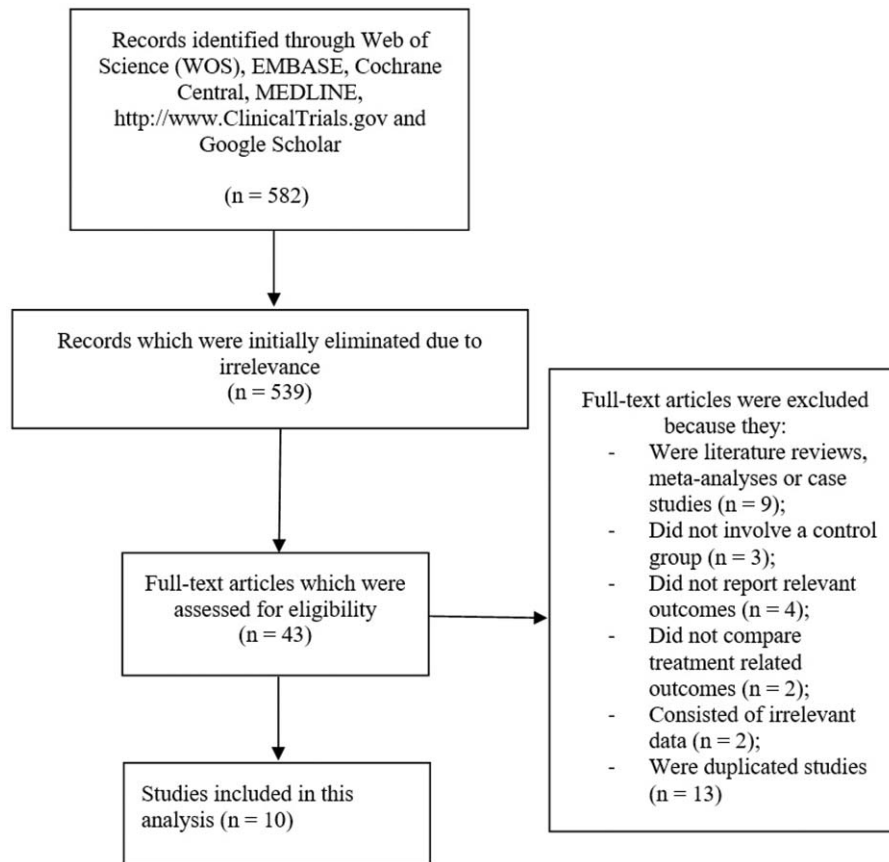 Records identified through Web of
Science (WOS), EMBASE, Cochrane
Central, MEDLINE,
http://www.ClinicalTrials.gov and
Google Scholar
(n = 582)
Records which were initially eliminated due to
irrelevance
(n = 539)
Full-text articles which were
assessed for eligibility
(n = 43)
Full-text articles were excluded
because they:
- Were literature reviews,
meta-analyses or case
studies (n = 9);
- Did not involve a control
group (n = 3);
- Did not report relevant
outcomes (n = 4);
- Did not compare
treatment related
outcomes (n = 2);
- Consisted of irrelevant
data (n = 2);
- Were duplicated studies
(n = 13)
Studies included in this
analysis (n = 10)